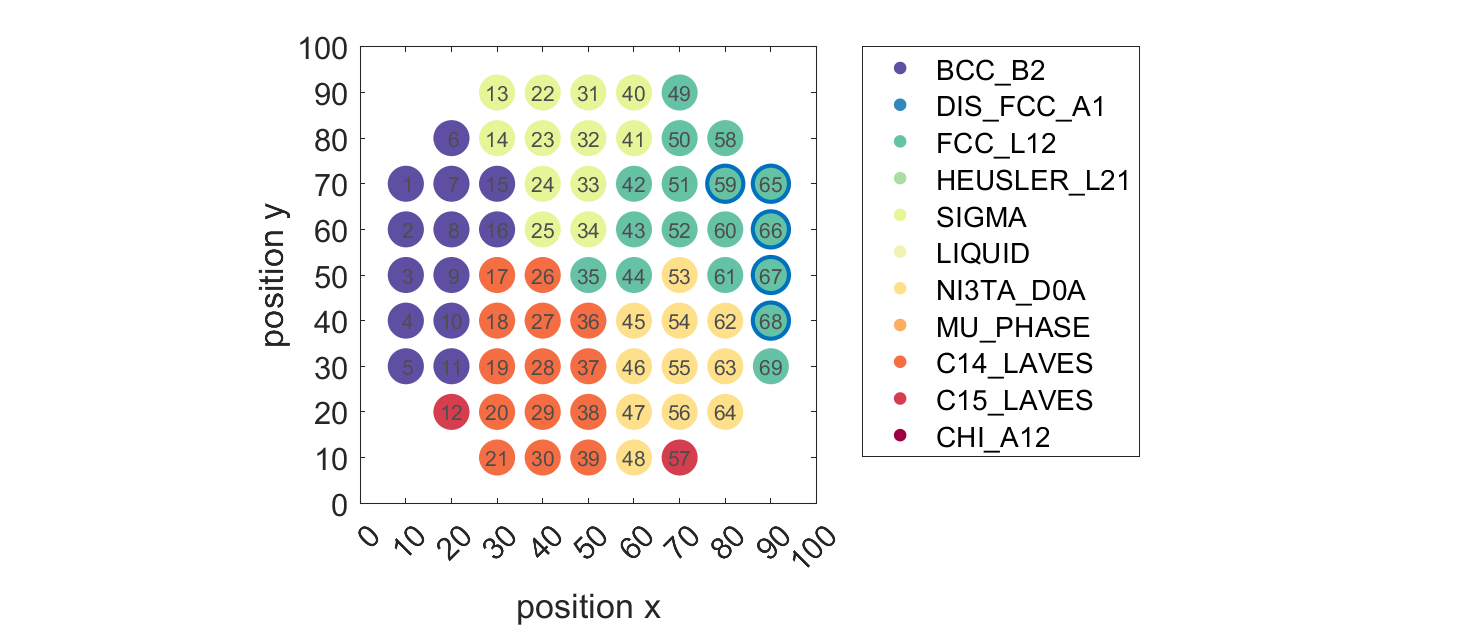 100
90 13 22 31 40 49
80 6 14 23 32 41 50 58
70 1 7 15 24 33 42 51 59 65
60 2 8 16 25 34 43 52 60 66
50 3 9 17 26 35 44 53 61 67
40 4 10 18 27 36 45 54 62 68
30 5 11 19 28 37 46 55 63 69
20 12 20 29 38 47 56 64
10 21 30 39 48 57
0
position y
0 10 20 30 40 50 60 70 80 90 100
position x
BCC_B2
DIS_FCC_A1
FCC_L12
HEUSLER_L21
SIGMA
LIQUID
NI3TA_D0A
MU_PHASE
C14_LAVES
C15_LAVES
CHI_A12